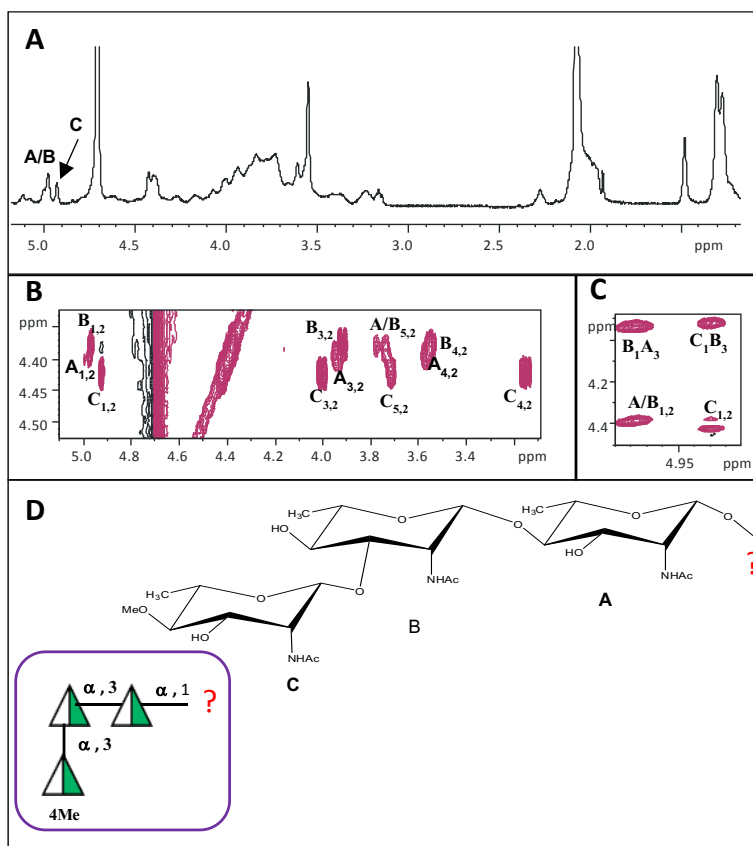 A
C
A/B
5.0 4.5 4.0 3.5 3.0 2.5 2.0 ppm
B
ppm
4.40
4.45
4.50
B1,2
A1,2
C1,2
B3,2
A3,2
C3,2
A/B5,2
C5,2
B4,2
A4,2
C4,2
5.0 4.8 4.6 4.4 4.2 4.0 3.8 3.6 3.4 ppm
C
ppm
4.2
4.4
B1A3
C1B3
A/B1,2
C1,2
4.95 ppm
D
H3C
O
HO
NHAc
O
H3C
O
HO
NHAc
O
?
A
B
H3C
O
MeO
HO
NHAc
O
C
α, 3
α, 1
?
α, 3
4Me